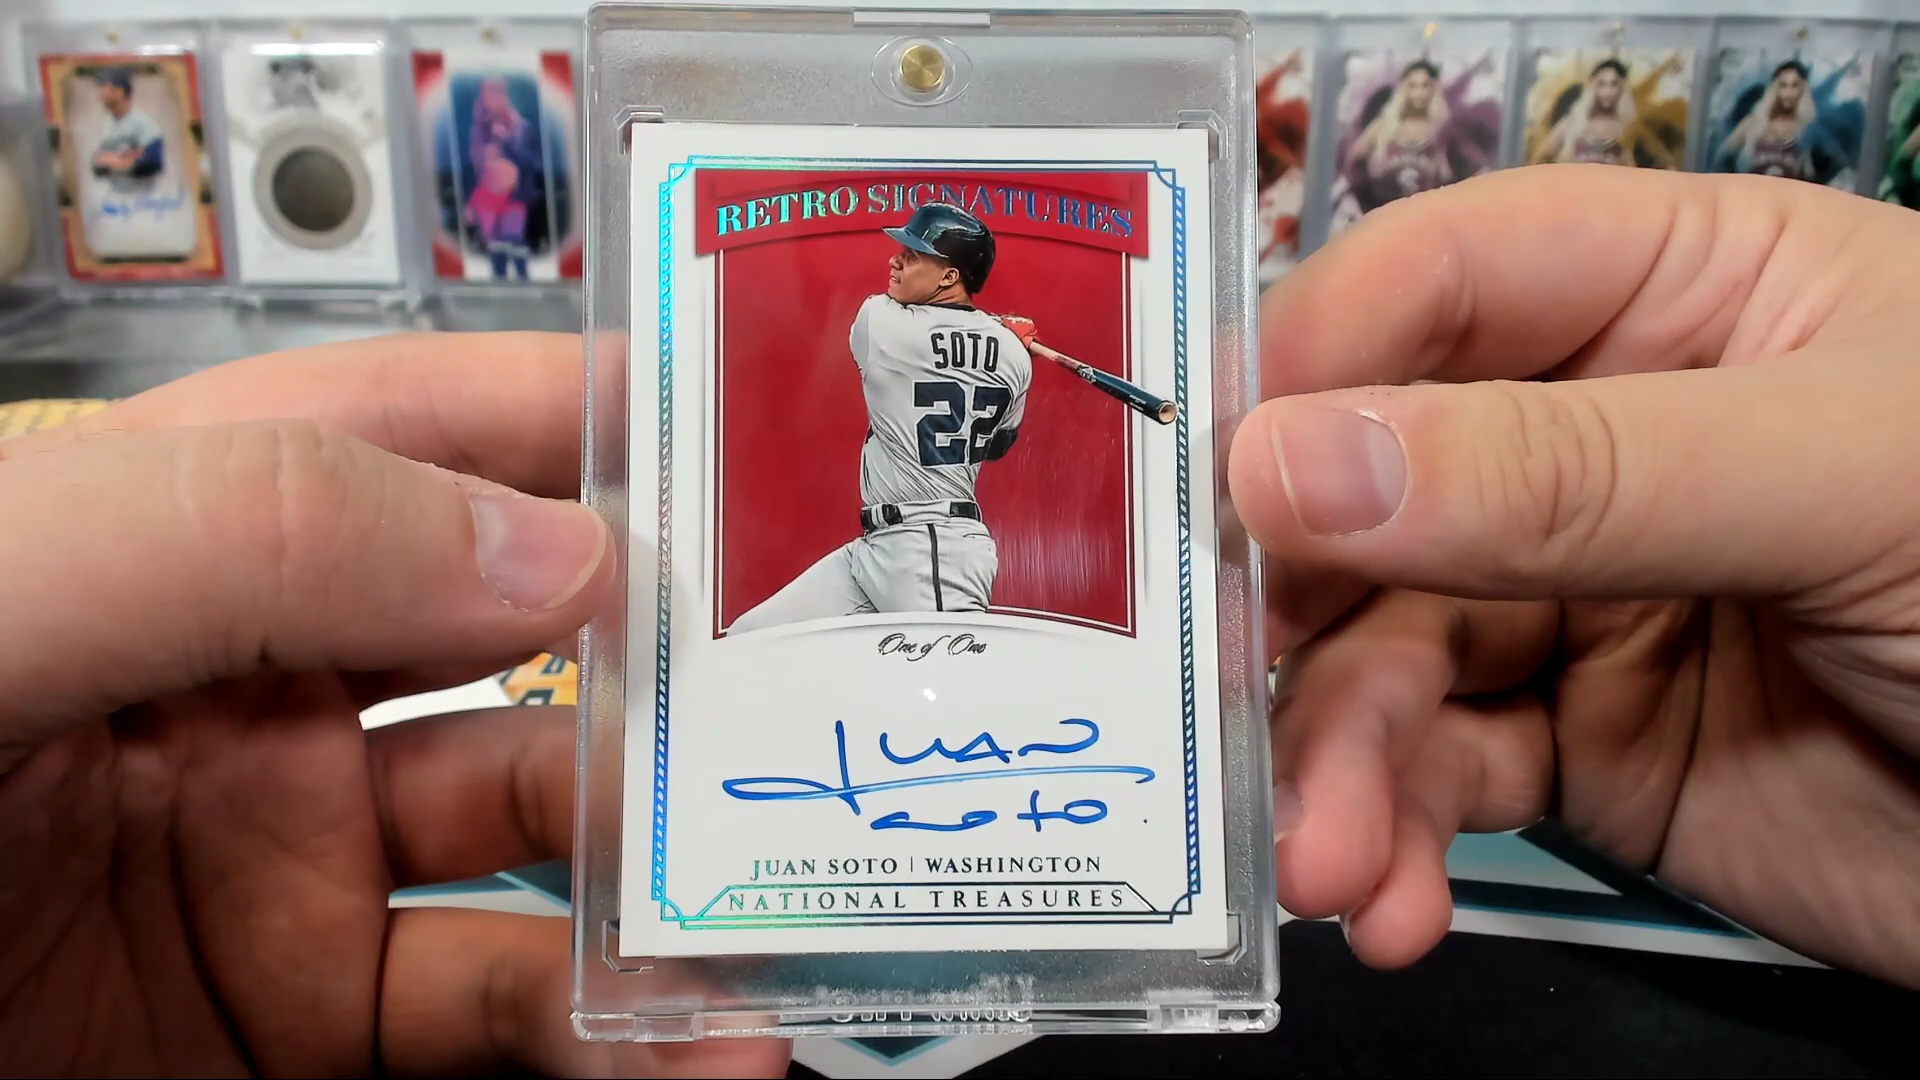 RETRO SIGNATURES
SOTO
22
One of One
JUAN
SOTO
JUAN SOTO | WASHINGTON
NATIONAL TREASURES